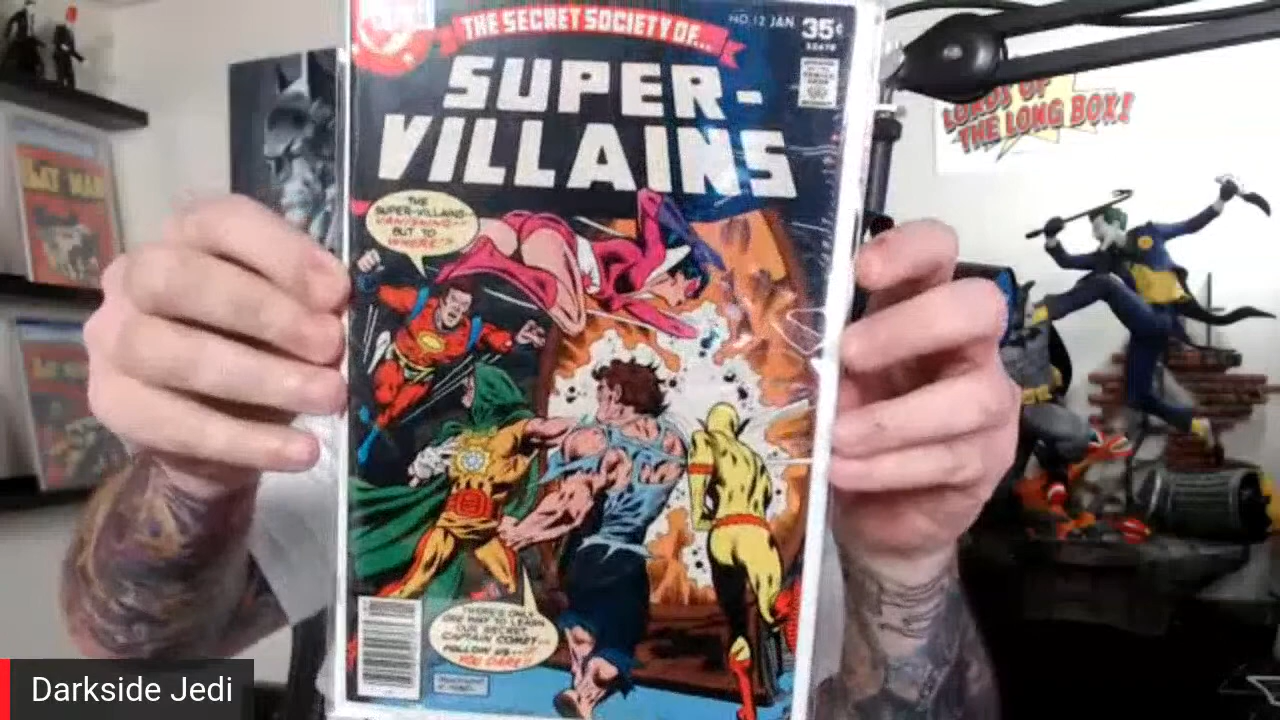 THE SECRET SOCIETY OF...
NO. 12 JAN 35¢
SUPER-
VILLAINS
THE
SUPER-VILLAINS--
VANISHING--
BUT TO
WHERE?
LORDS OF
THE LONG BOX!
BATMAN
THERE'S ONLY
ONE WAY TO LEARN
OUR SECRET,
CAPTAIN COMET--
FOLLOW US--IF
YOU DARE!
Darkside Jedi